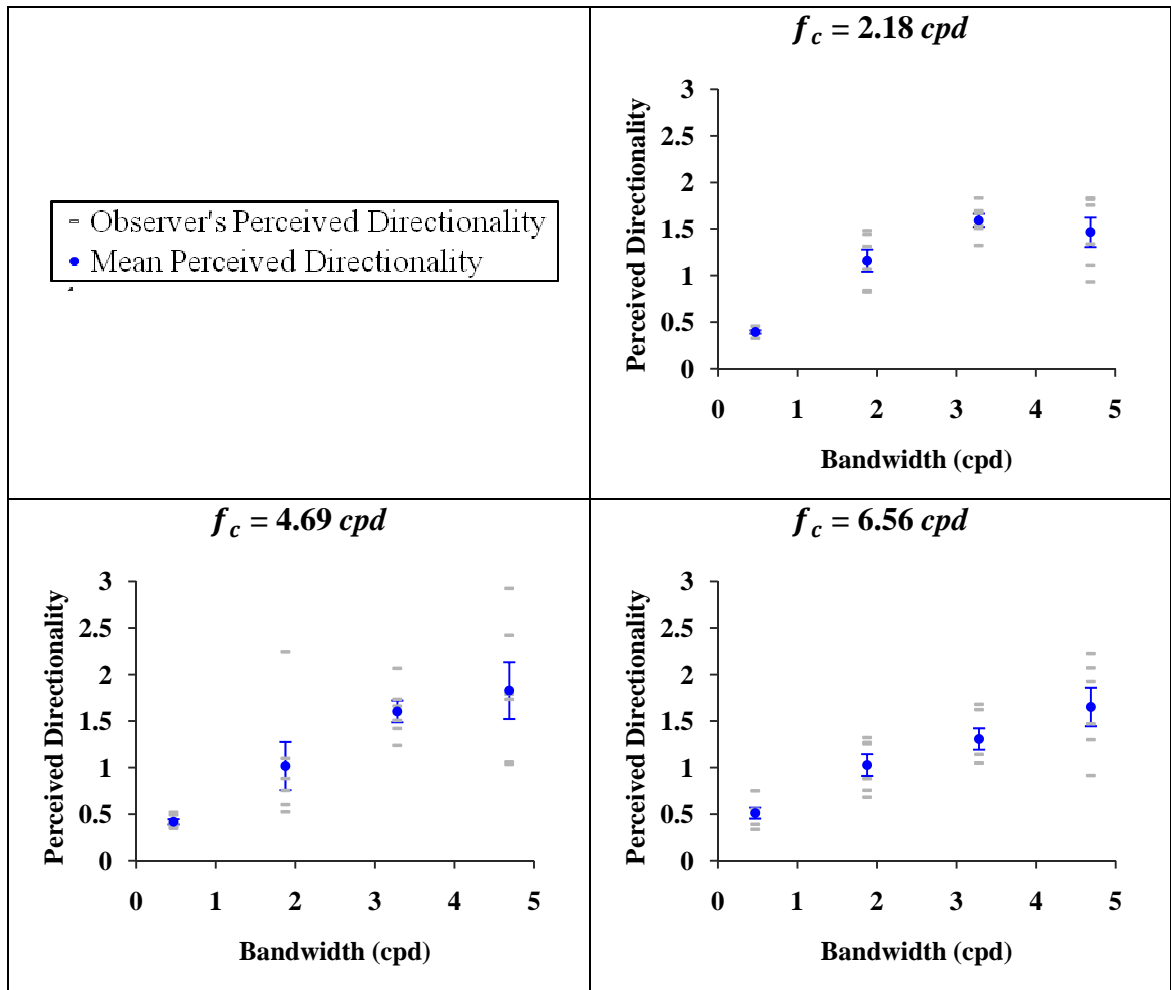 - Observer's Perceived Directionality
• Mean Perceived Directionality
f_c = 2.18 cpd
Perceived Directionality
3
2.5
2
1.5
1
0.5
0
0 1 2 3 4 5
Bandwidth (cpd)
f_c = 4.69 cpd
Perceived Directionality
3
2.5
2
1.5
1
0.5
0
0 1 2 3 4 5
Bandwidth (cpd)
f_c = 6.56 cpd
Perceived Directionality
3
2.5
2
1.5
1
0.5
0
0 1 2 3 4 5
Bandwidth (cpd)